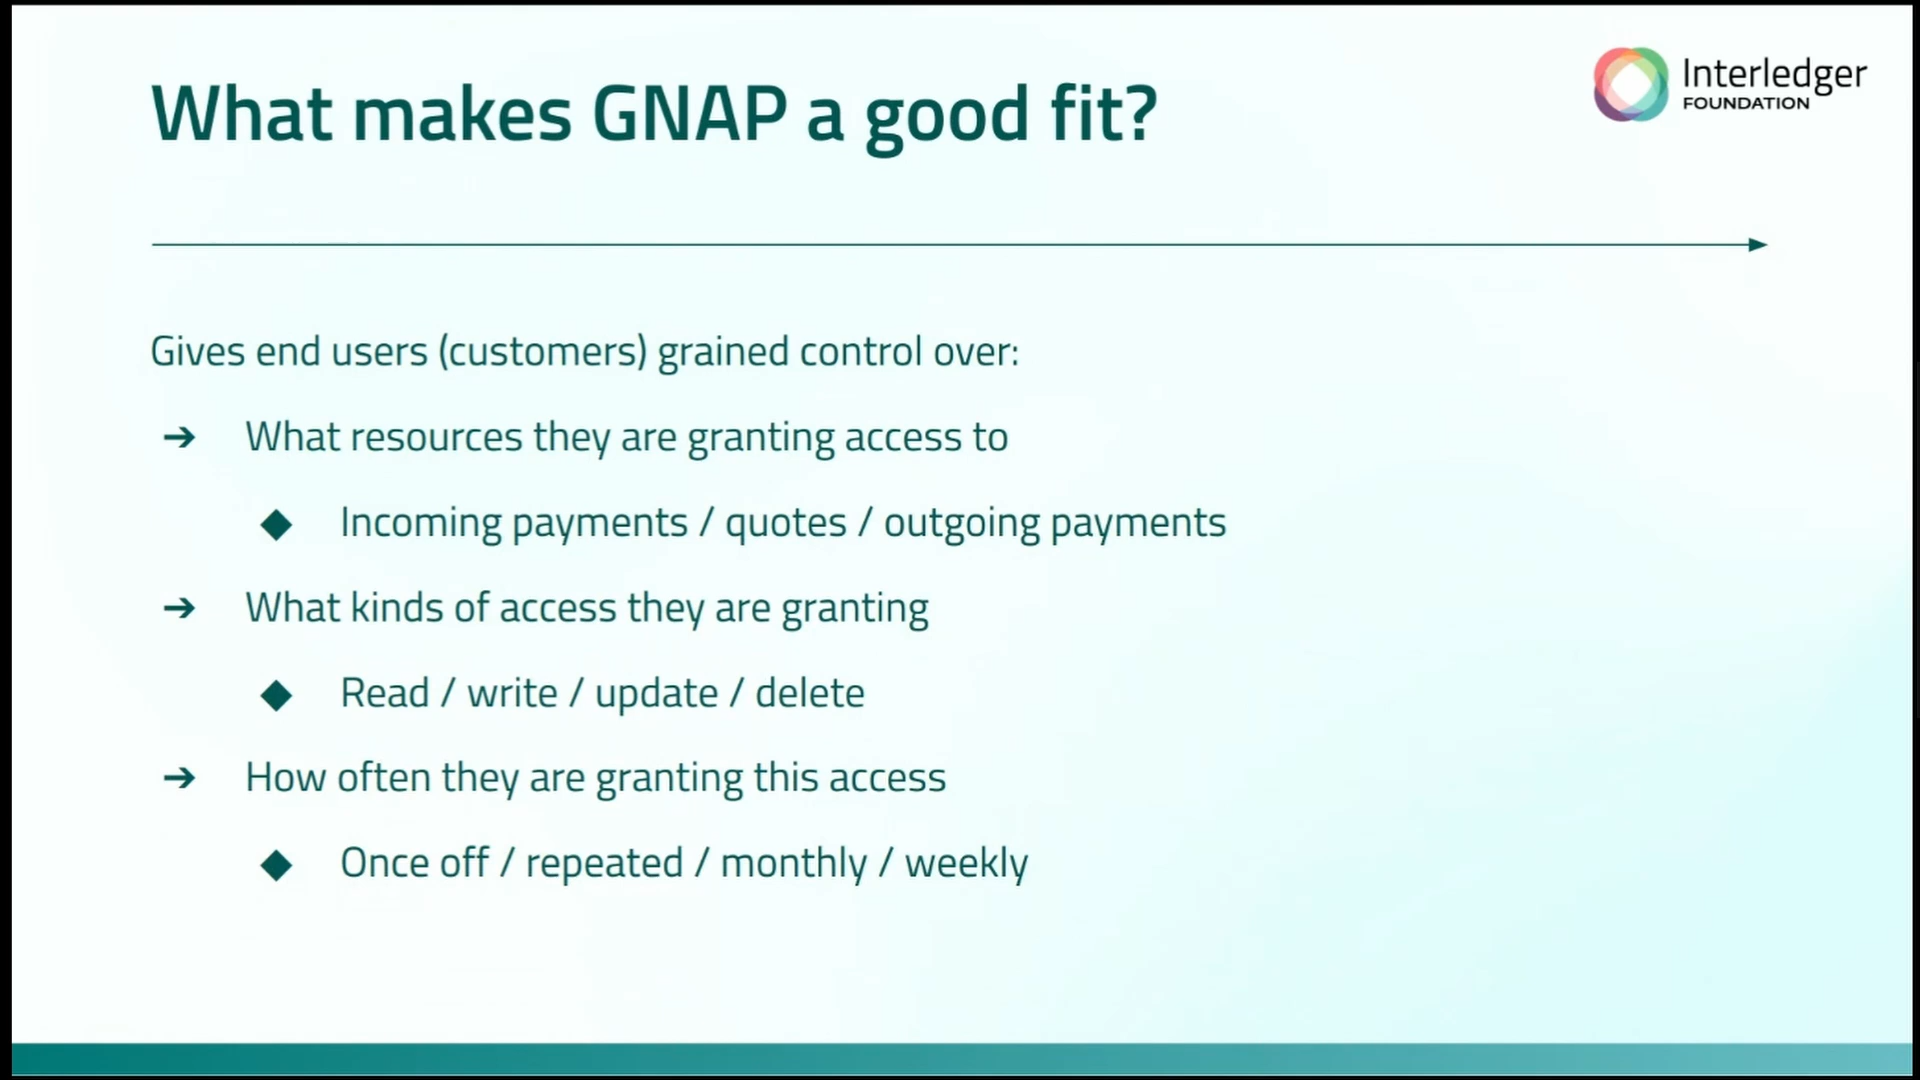 What makes GNAP a good fit?
Interledger
FOUNDATION
Gives end users (customers) grained control over:
➔ What resources they are granting access to
◆ Incoming payments / quotes / outgoing payments
➔ What kinds of access they are granting
◆ Read / write / update / delete
➔ How often they are granting this access
◆ Once off / repeated / monthly / weekly